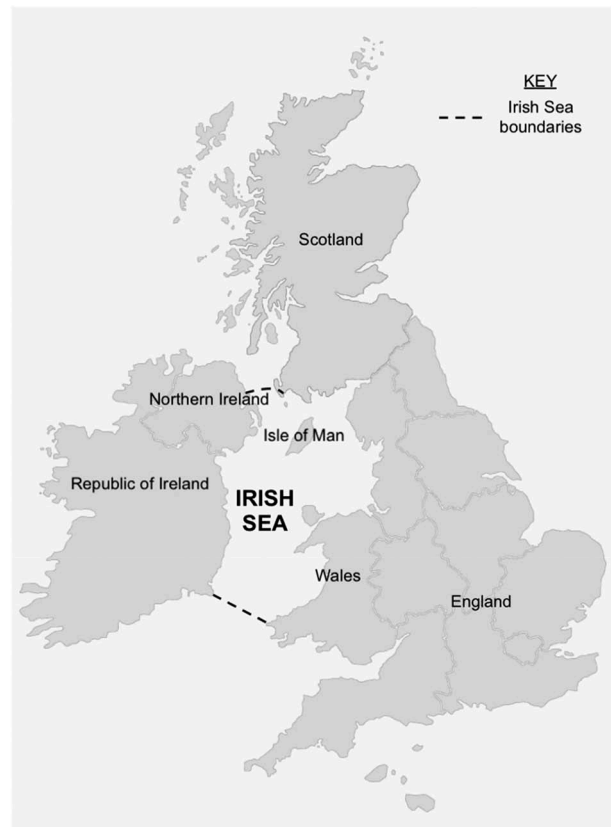 KEY
Irish Sea
boundaries
Scotland
Northern Ireland
Isle of Man
Republic of Ireland
IRISH
SEA
Wales
England